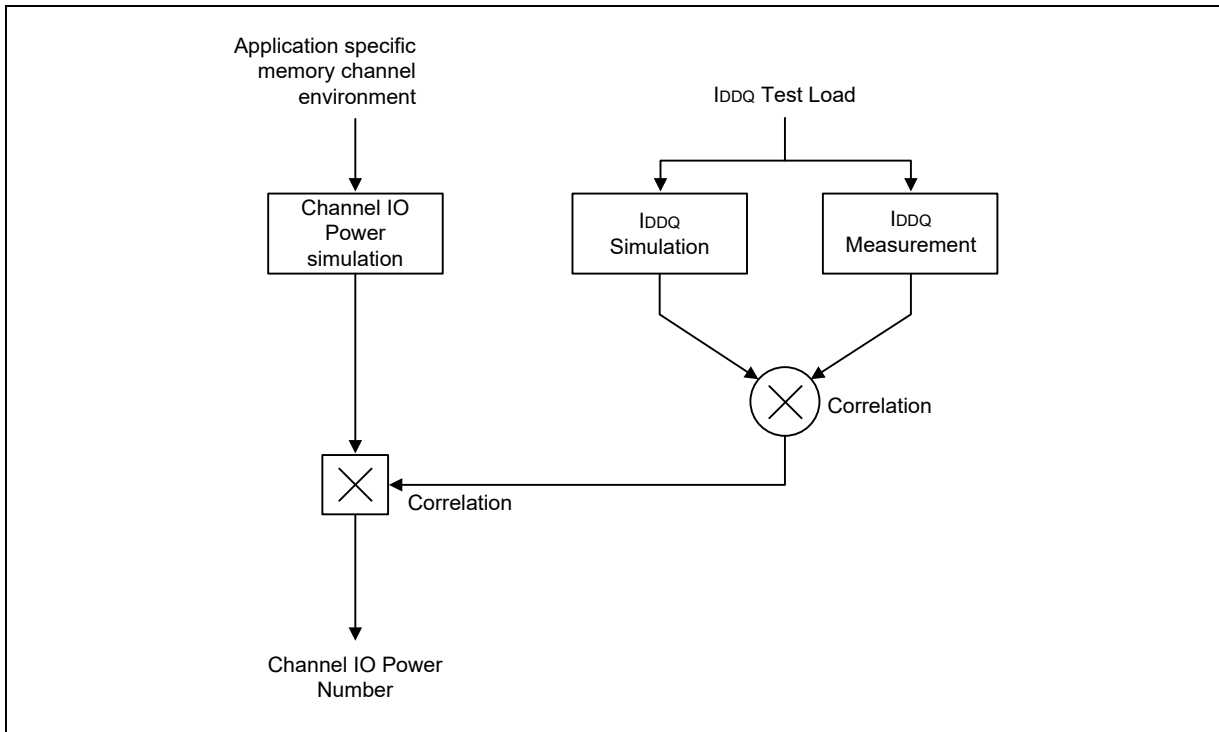 Application specific
memory channel
environment
IDDQ Test Load
Channel IO
Power
simulation
IDDQ
Simulation
IDDQ
Measurement
Correlation
Correlation
Channel IO Power
Number